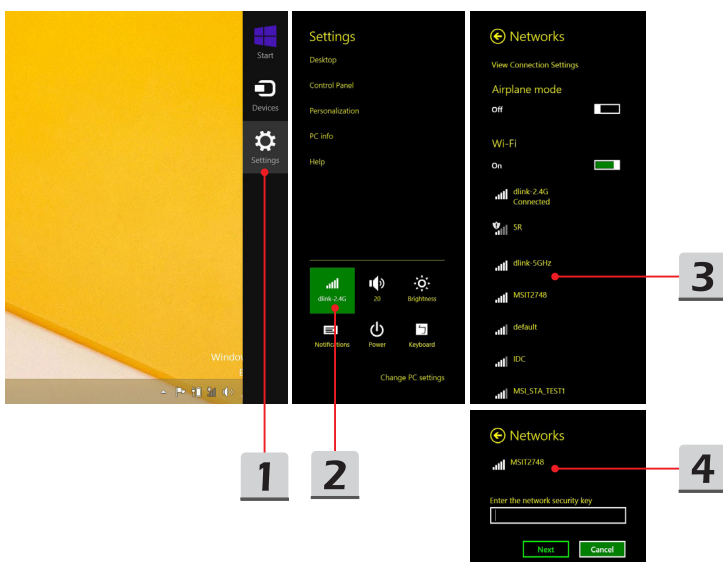 Start
Devices
Settings
Windo
1
Settings
Desktop
Control Panel
Personalization
PC info
Help
dlink-2.4G
20
Brightness
Notifications
Power
Keyboard
Change PC settings
2
Networks
View Connection Settings
Airplane mode
Off
Wi-Fi
On
dlink-2.4G
Connected
5R
dlink-5GHz
MSIT2748
default
IDC
MSI_STA_TEST1
3
Networks
MSIT2748
Enter the network security key
Next
Cancel
4